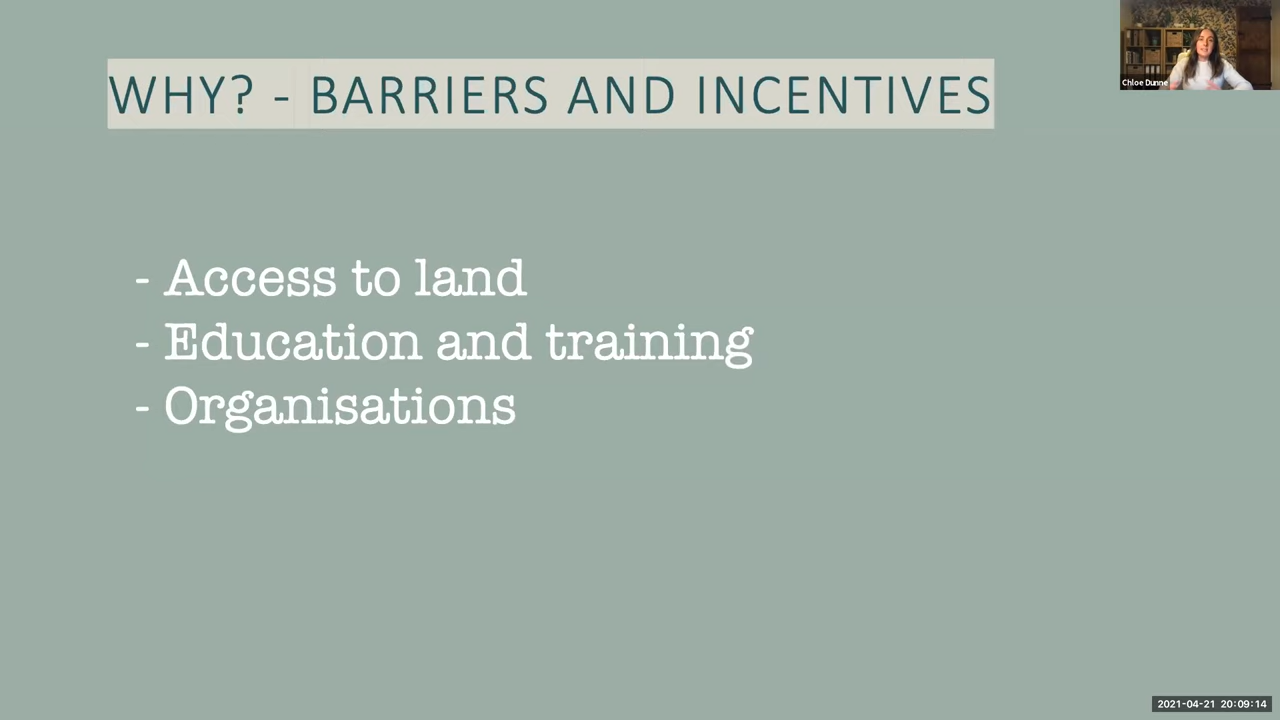 WHY? - BARRIERS AND INCENTIVES
Chloe Dunne
- Access to land
- Education and training
- Organisations
2021-04-21 20:09:14